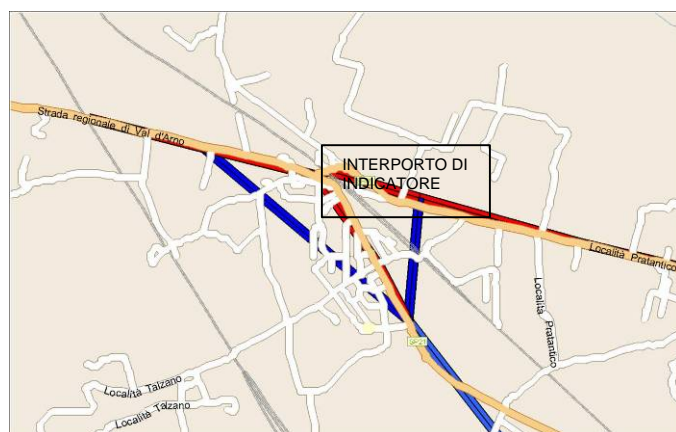 Strada regionale di Val d'Arno
INTERPORTO DI
INDICATORE
Località Pratantico
Località Pratantico
Località Talzano
Località Talzano